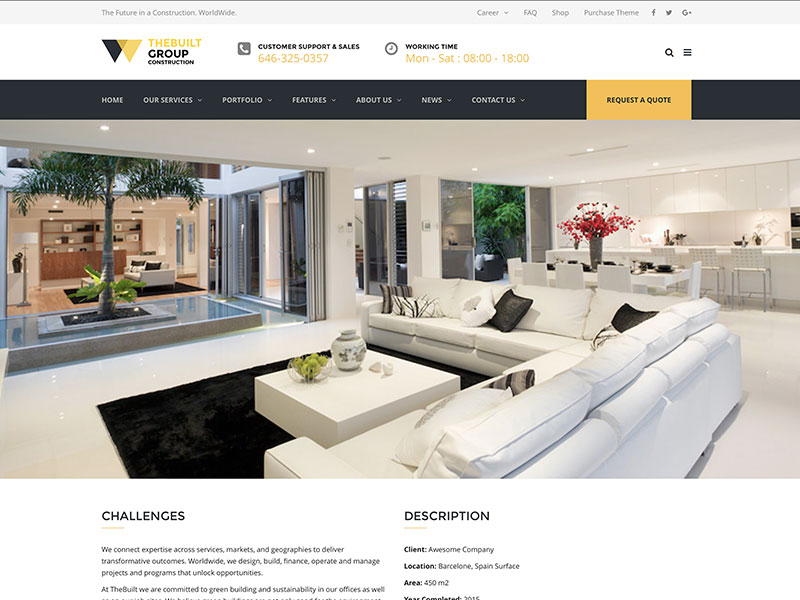 The Future in a Construction. WorldWide.
Career FAQ Shop Purchase Theme
THEBUILT
GROUP
CONSTRUCTION
CUSTOMER SUPPORT & SALES
646-325-0357
WORKING TIME
Mon - Sat : 08:00 - 18:00
HOME OUR SERVICES PORTFOLIO FEATURES ABOUT US NEWS CONTACT US REQUEST A QUOTE
CHALLENGES
We connect expertise across services, markets, and geographies to deliver
transformative outcomes. Worldwide, we design, build, finance, operate and manage
projects and programs that unlock opportunities.
At TheBuilt we are committed to green building and sustainability in our offices as well
DESCRIPTION
Client: Awesome Company
Location: Barcelone, Spain Surface
Area: 450 m2
Year Completed: 2015